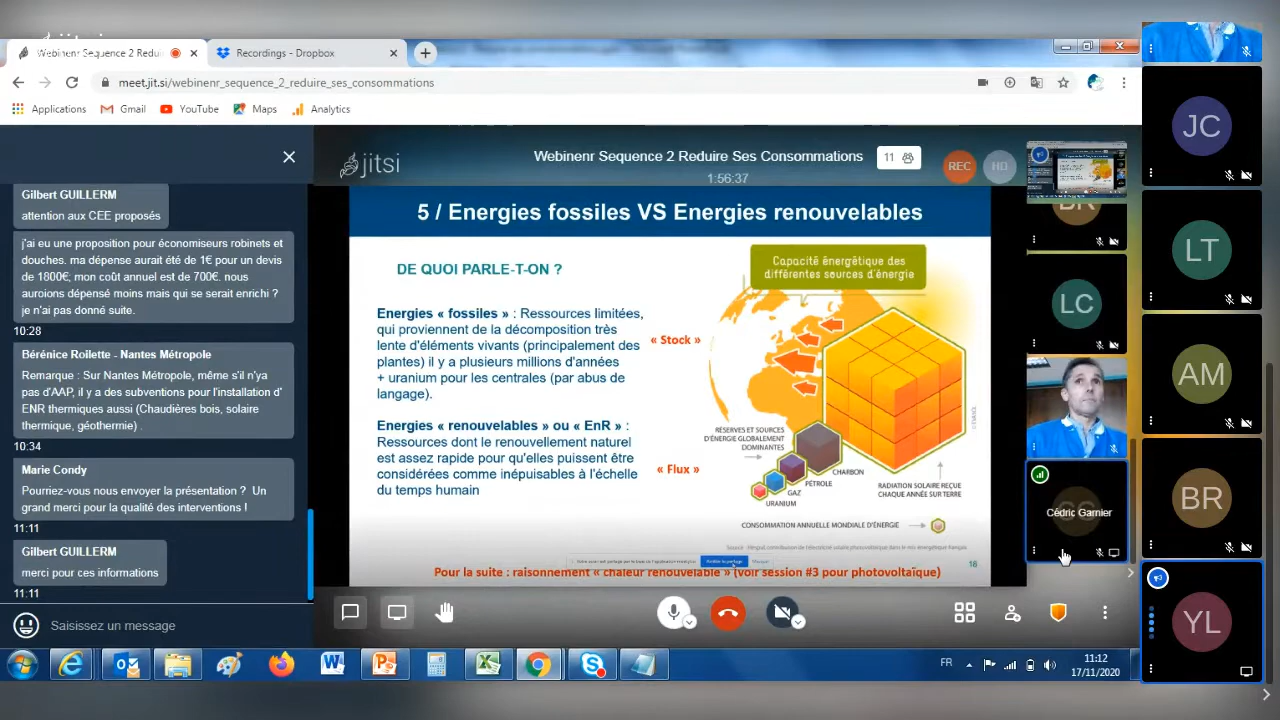 Webinenr Sequence 2 Redui
Recordings - Dropbox
meet.jit.si/webinenr_sequence_2_reduire_ses_consommations
Applications
Gmail
YouTube
Maps
Analytics
Gilbert GUILLERM
attention aux CEE proposés
j'ai eu une proposition pour économiseurs robinets et
douches. ma dépense aurait été de 1€ pour un devis
de 1800€; mon coût annuel est de 700€. nous
auroions dépensé moins mais qui se serait enrichi ?
je n'ai pas donné suite.
10:28
Bérénice Roilette - Nantes Métropole
Remarque : Sur Nantes Métropole, même s'il n'ya
pas d'AAP, il y a des subventions pour l'installation d'
ENR thermiques aussi (Chaudières bois, solaire
thermique, géothermie) .
10:34
Marie Condy
Pourriez-vous nous envoyer la présentation ? Un
grand merci pour la qualité des interventions !
11:11
Gilbert GUILLERM
merci pour ces informations
11:11
Saisissez un message
jitsi
Webinenr Sequence 2 Reduire Ses Consommations
1:56:37
11
REC
HD
5 / Energies fossiles VS Energies renouvelables
DE QUOI PARLE-T-ON ?
Energies « fossiles » : Ressources limitées,
qui proviennent de la décomposition très
lente d'éléments vivants (principalement des
plantes) il y a plusieurs millions d'années
+ uranium pour les centrales (par abus de
langage).
« Stock »
Energies « renouvelables » ou « EnR » :
Ressources dont le renouvellement naturel
est assez rapide pour qu'elles puissent être
considérées comme inépuisables à l'échelle
du temps humain
« Flux »
Capacité énergétique des
différentes sources d'énergie
RÉSERVES ET SOURCES
D'ÉNERGIE GLOBALEMENT
DOMINANTES
URANIUM
GAZ
PÉTROLE
CHARBON
RADIATION SOLAIRE REÇUE
CHAQUE ANNÉE SUR TERRE
CONSOMMATION ANNUELLE MONDIALE D'ÉNERGIE
Pour la suite : raisonnement « chaleur renouvelable » (voir session #3 pour photovoltaïque)
BR
LC
Cédric Garnier
JC
LT
AM
BR
YL
FR
11:12
17/11/2020